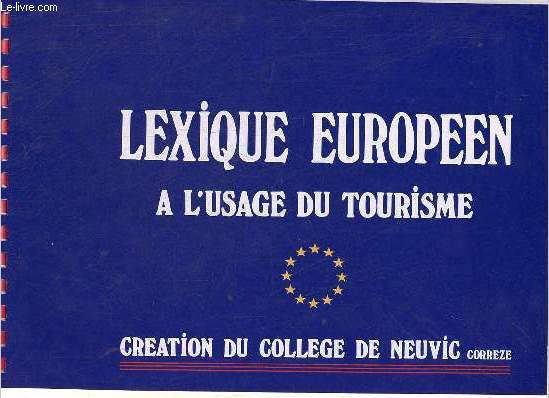 Le-livre.com
LEXiQUE EUROPEEN
A L'USAGE DU TOURiSME
CREATiON DU COLLEGE DE NEUViC CORREZE